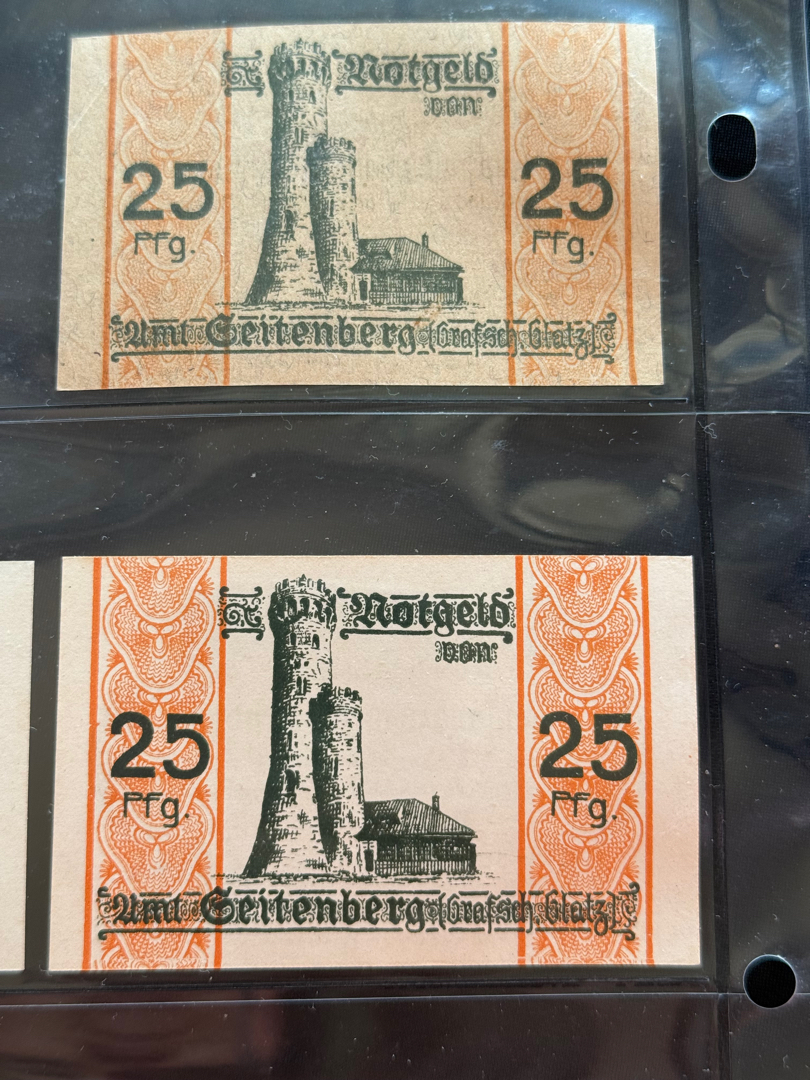 Notgeld
von
25 25
Pfg. Pfg.
Amt Seitenberg (Grafsch. Glatz)
Notgeld
von
25 25
Pfg. Pfg.
Amt Seitenberg (Grafsch. Glatz)